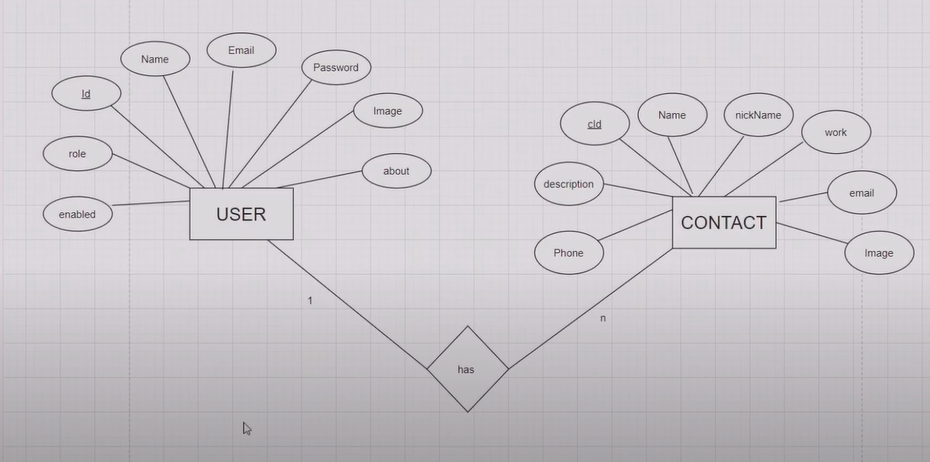 Email
Name
Password
Id
Image
role
about
enabled
USER
cId
Name
nickName
work
description
email
CONTACT
Phone
Image
1
n
has